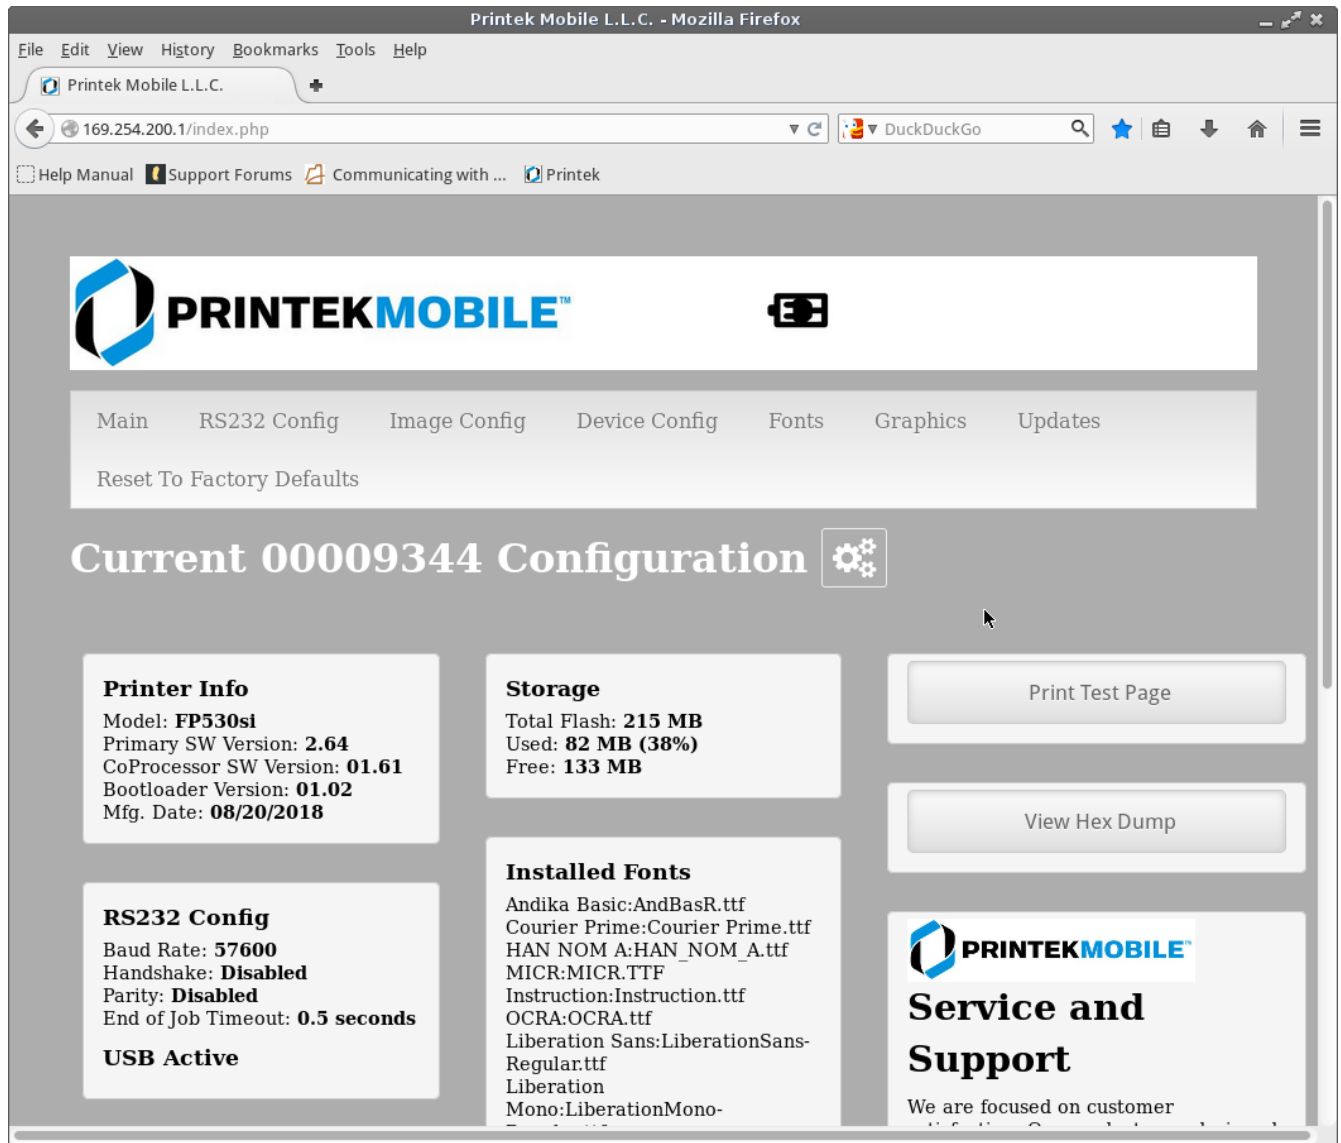 Printek Mobile L.L.C. - Mozilla Firefox
File Edit View History Bookmarks Tools Help
Printek Mobile L.L.C.
169.254.200.1/index.php
DuckDuckGo
Help Manual Support Forums Communicating with ... Printek
PRINTEKMOBILE™
Main RS232 Config Image Config Device Config Fonts Graphics Updates
Reset To Factory Defaults
Current 00009344 Configuration
Printer Info
Model: FP530si
Primary SW Version: 2.64
CoProcessor SW Version: 01.61
Bootloader Version: 01.02
Mfg. Date: 08/20/2018
RS232 Config
Baud Rate: 57600
Handshake: Disabled
Parity: Disabled
End of Job Timeout: 0.5 seconds
USB Active
Storage
Total Flash: 215 MB
Used: 82 MB (38%)
Free: 133 MB
Installed Fonts
Andika Basic:AndBasR.ttf
Courier Prime:Courier Prime.ttf
HAN NOM A:HAN_NOM_A.ttf
MICR:MICR.TTF
Instruction:Instruction.ttf
OCRA:OCRA.ttf
Liberation Sans:LiberationSans-
Regular.ttf
Liberation
Mono:LiberationMono-
Print Test Page
View Hex Dump
PRINTEKMOBILE™
Service and
Support
We are focused on customer